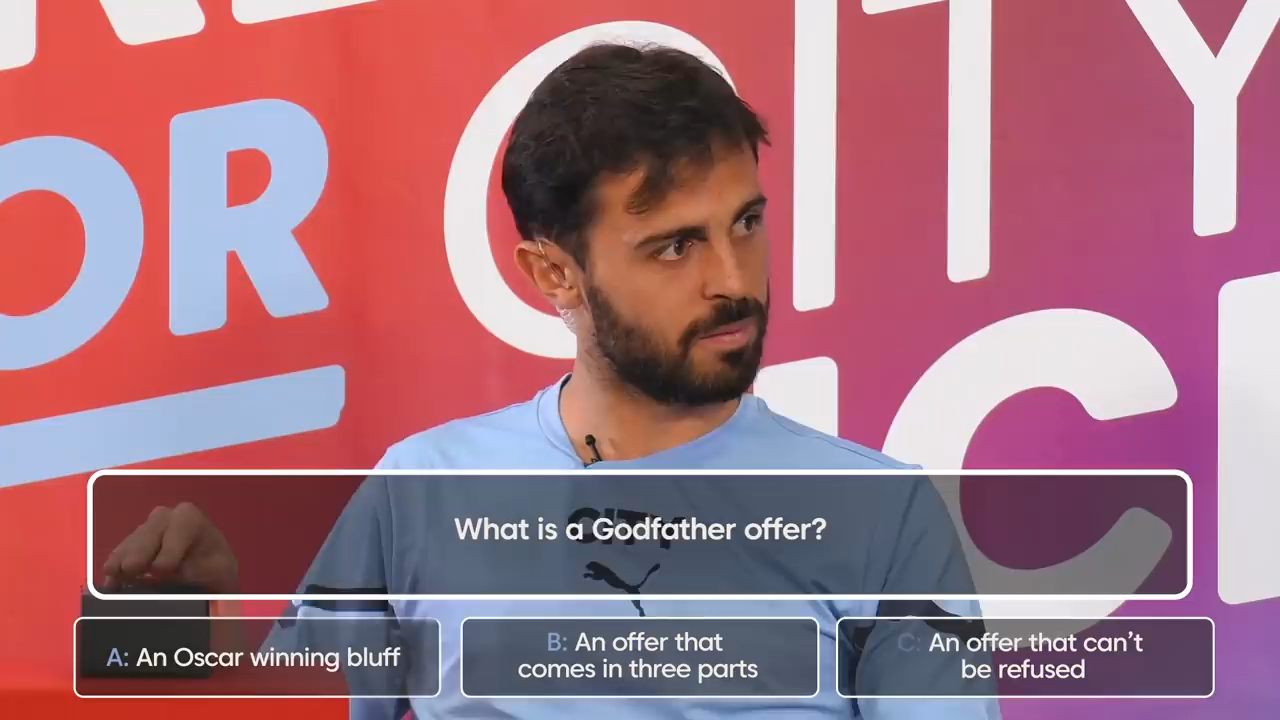 OR
CITY
CITY
What is a Godfather offer?
A: An Oscar winning bluff
B: An offer that
comes in three parts
C: An offer that can't
be refused